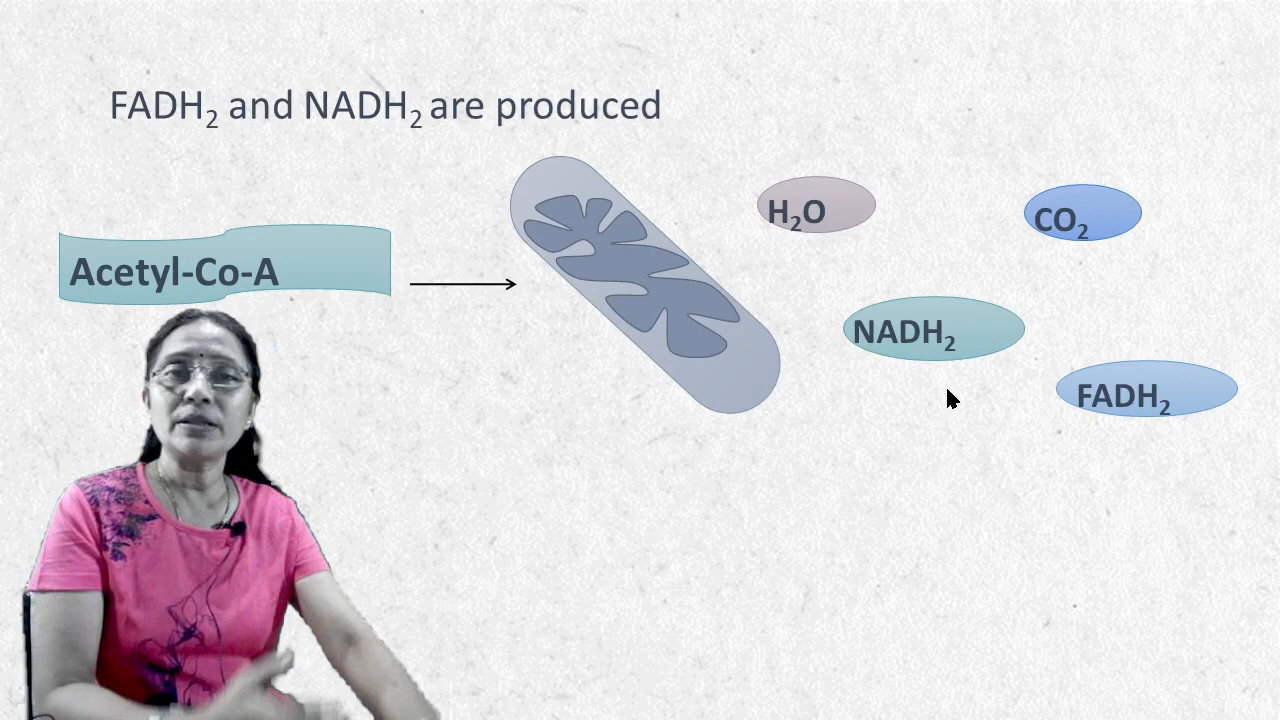 FADH₂ and NADH₂ are produced
H₂O
CO₂
Acetyl-Co-A
NADH₂
FADH₂